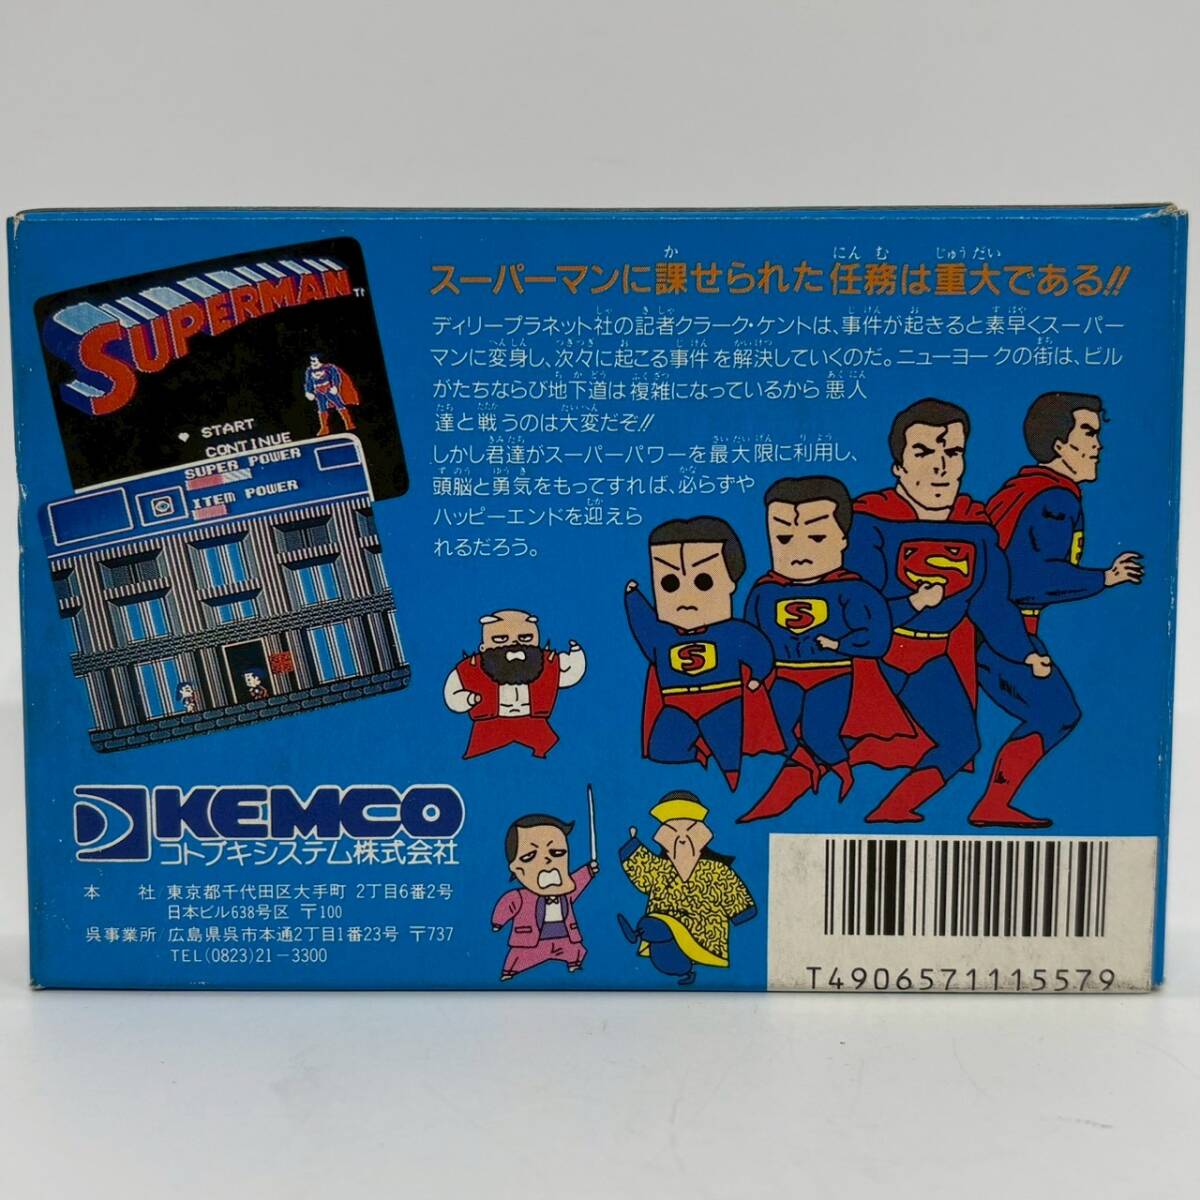 SUPERMAN
TM
START
CONTINUE
SUPER POWER
ITEM POWER
スーパーマンに課せられた任務は重大である!!
ディリープラネット社の記者クラーク・ケントは、事件が起きると素早くスーパー
マンに変身し、次々に起こる事件を解決していくのだ。ニューヨークの街は、ビル
がたちならび地下道は複雑になっているから悪人
達と戦うのは大変だぞ!!
しかし君達がスーパーパワーを最大限に利用し、
頭脳と勇気をもってすれば、必らずや
ハッピーエンドを迎えら
れるだろう。
S
S
S
KEMCO
コトブキシステム株式会社
本 社/東京都千代田区大手町 2丁目6番2号
日本ビル638号区 〒100
呉事業所/広島県呉市本通2丁目1番23号 〒737
TEL(0823)21-3300
T4906571115579